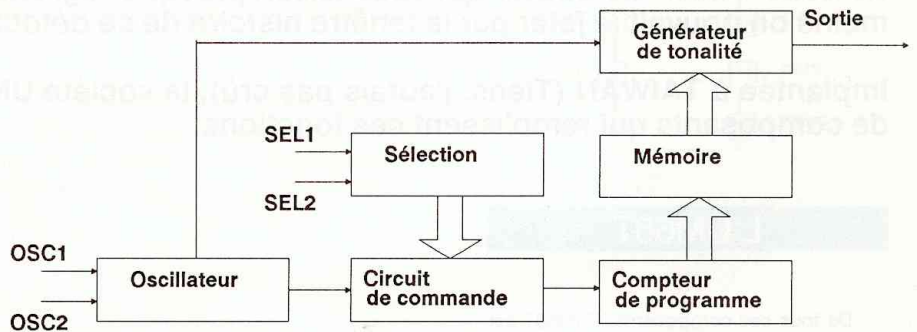 Générateur
de tonalité
Sortie
SEL1
SEL2
Sélection
Mémoire
OSC1
OSC2
Oscillateur
Circuit
de commande
Compteur
de programme